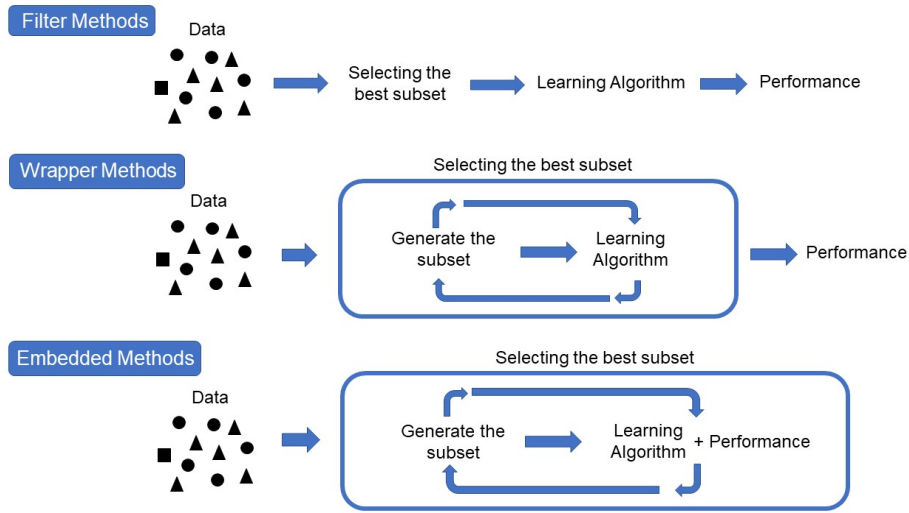 Filter Methods
Data
Selecting the
best subset
Learning Algorithm
Performance
Wrapper Methods
Selecting the best subset
Data
Generate the
subset
Learning
Algorithm
Performance
Embedded Methods
Selecting the best subset
Data
Generate the
subset
Learning
Algorithm
+ Performance